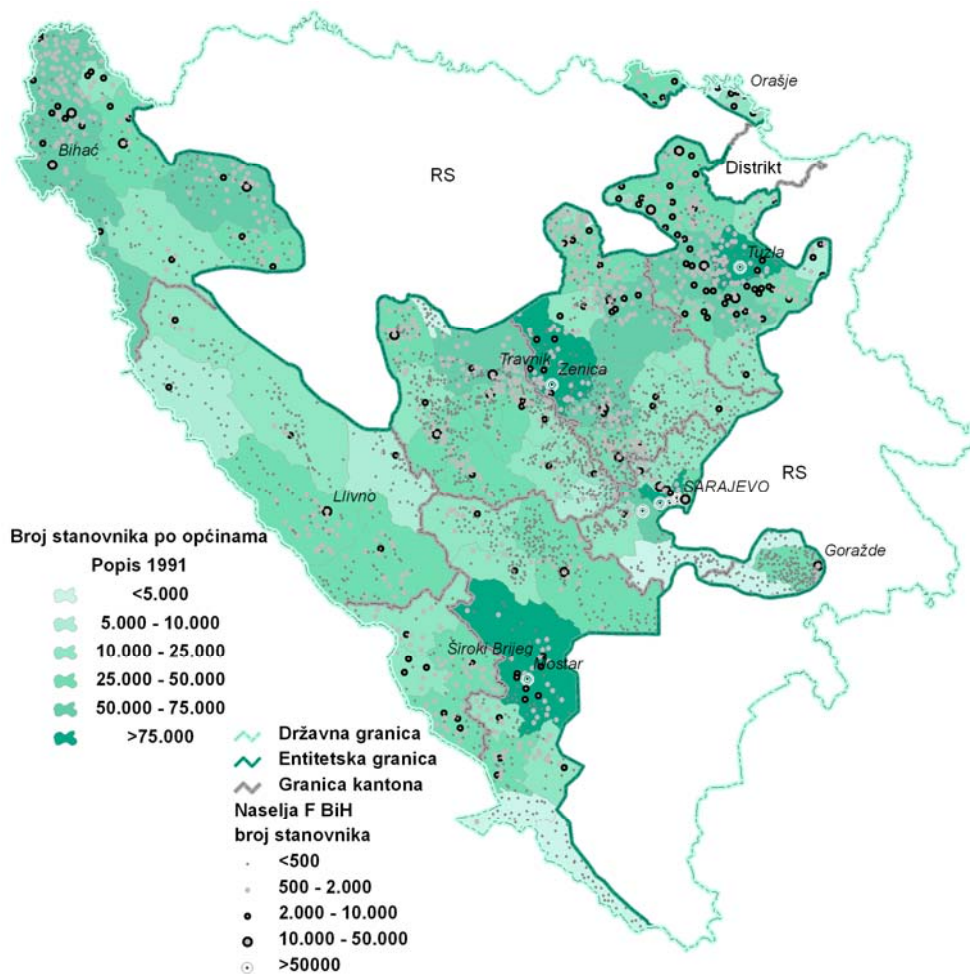 Orašje
Bihać
RS
Distrikt
Tuzla
Travnik
Zenica
RS
SARAJEVO
Llivno
Goražde
Široki Brijeg
Mostar
Broj stanovnika po općinama
Popis 1991
<5.000
5.000 - 10.000
10.000 - 25.000
25.000 - 50.000
50.000 - 75.000
>75.000
Državna granica
Entitetska granica
Granica kantona
Naselja F BiH
broj stanovnika
<500
500 - 2.000
2.000 - 10.000
10.000 - 50.000
>50000